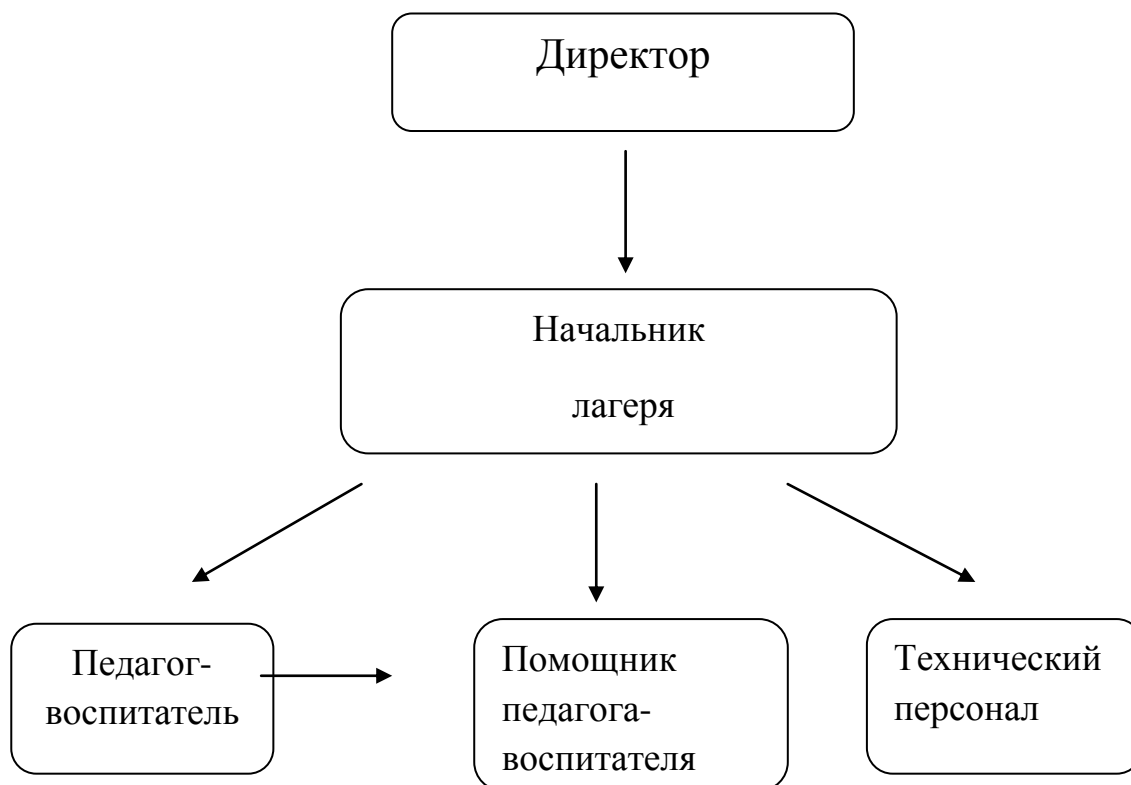 Директор
Начальник
лагеря
Педагог-
воспитатель
Помощник
педагога-
воспитателя
Технический
персонал